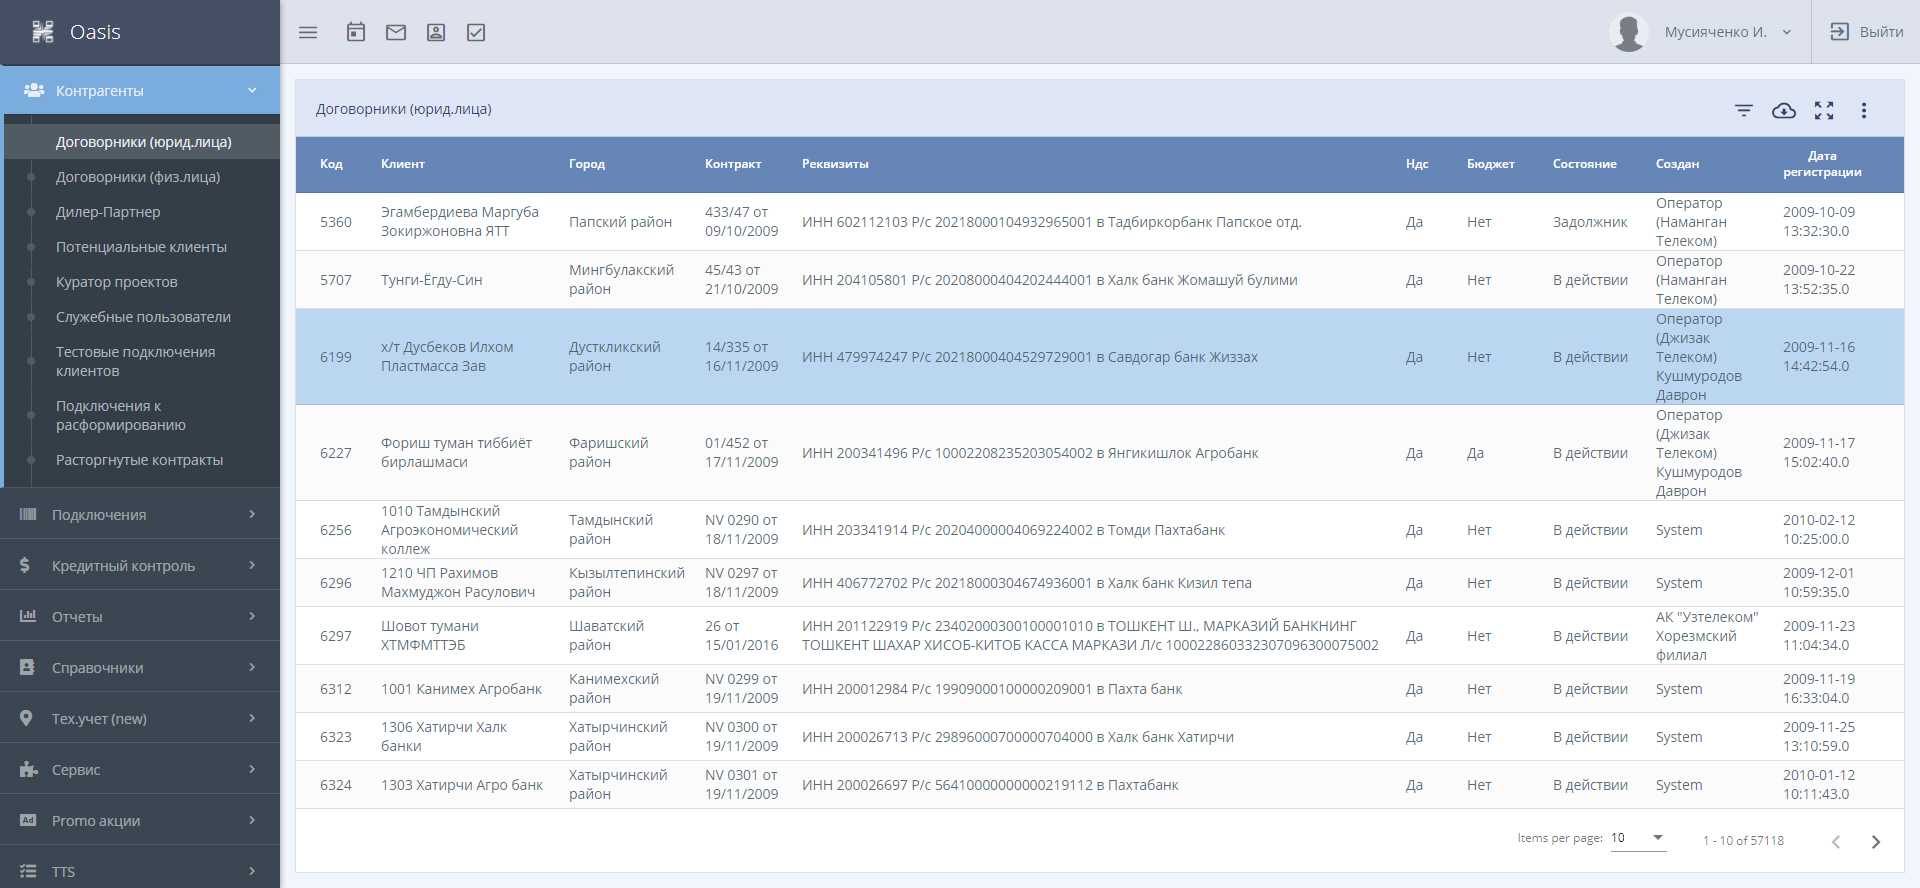 Oasis
Мусияченко И.
Выйти
Контрагенты
Договорники (юрид.лица)
Договорники (физ.лица)
Дилер-Партнер
Потенциальные клиенты
Куратор проектов
Служебные пользователи
Тестовые подключения
клиентов
Подключения к
расформированию
Расторгнутые контракты
Подключения
Кредитный контроль
Отчеты
Справочники
Тех.учет (new)
Сервис
Ad
Promo акции
TTS
Договорники (юрид.лица)
Код Клиент Город Контракт Реквизиты Ндс Бюджет Состояние Создан Дата
регистрации
5360 Эгамбердиева Маргуба
Зокиржоновна ЯТТ
Папский район
433/47 от
09/10/2009
ИНН 602112103 Р/с 20218000104932965001 в Тадбиркорбанк Папское отд.
Да Нет Задолжник
Оператор
(Наманган
Телеком)
2009-10-09
13:32:30.0
5707 Тунги-Ёгду-Син
Мингбулакский
район
45/43 от
21/10/2009
ИНН 204105801 Р/с 20208000404202444001 в Халк банк Жомашуй булими
Да Нет В действии
Оператор
(Наманган
Телеком)
2009-10-22
13:52:35.0
6199 х/т Дусбеков Илхом
Пластмасса Зав
Дусткликский
район
14/335 от
16/11/2009
ИНН 479974247 Р/с 20218000404529729001 в Савдогар банк Жиззах
Да Нет В действии
Оператор
(Джизак
Телеком)
Кушмуродов
Даврон
2009-11-16
14:42:54.0
6227 Фориш туман тиббиёт
бирлашмаси
Фаришский
район
01/452 от
17/11/2009
ИНН 200341496 Р/с 10002208235203054002 в Янгикишлок Агробанк
Да Да В действии
Оператор
(Джизак
Телеком)
Кушмуродов
Даврон
2009-11-17
15:02:40.0
6256 1010 Тамдынский
Агроэкономический
коллеж
Тамдынский
район
NV 0290 от
18/11/2009
ИНН 203341914 Р/с 20204000004069224002 в Томди Пахтабанк
Да Нет В действии System
2010-02-12
10:25:00.0
6296 1210 ЧП Рахимов
Махмуджон Расулович
Кызылтепинский
район
NV 0297 от
18/11/2009
ИНН 406772702 Р/с 20218000304674936001 в Халк банк Кизил тепа
Да Нет В действии System
2009-12-01
10:59:35.0
6297 Шовот тумани
ХТМФМТТЭБ
Шаватский
район
26 от
15/01/2016
ИНН 201122919 Р/с 23402000300100001010 в ТОШКЕНТ Ш., МАРКАЗИЙ БАНКНИНГ
ТОШКЕНТ ШАХАР ХИСОБ-КИТОБ КАССА МАРКАЗИ Л/с 100022860332307096300075002
Да Нет В действии
АК "Узтелеком"
Хорезмский
филиал
2009-11-23
11:04:34.0
6312 1001 Канимех Агробанк
Канимехский
район
NV 0299 от
19/11/2009
ИНН 200012984 Р/с 19909000100000209001 в Пахта банк
Да Нет В действии System
2009-11-19
16:33:04.0
6323 1306 Хатирчи Халк
банки
Хатырчинский
район
NV 0300 от
19/11/2009
ИНН 200026713 Р/с 29896000700000704000 в Халк банк Хатирчи
Да Нет В действии System
2009-11-25
13:10:59.0
6324 1303 Хатирчи Агро банк
Хатырчинский
район
NV 0301 от
19/11/2009
ИНН 200026697 Р/с 56410000000000219112 в Пахтабанк
Да Нет В действии System
2010-01-12
10:11:43.0
Items per page: 10 1 - 10 of 57118